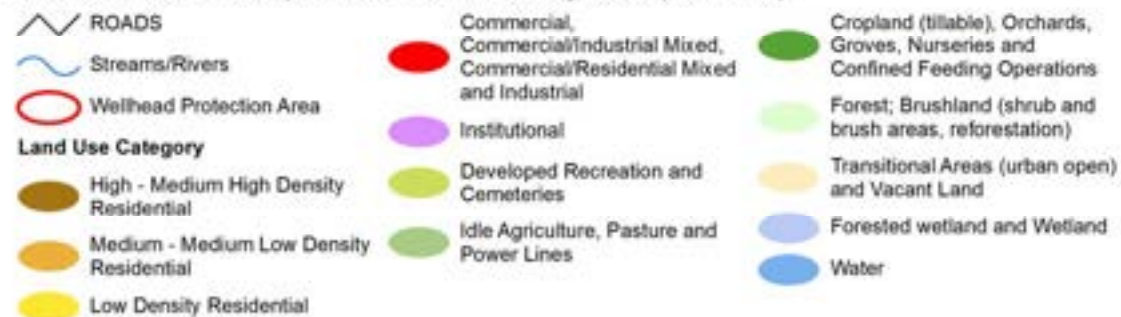 ROADS
Streams/Rivers
Wellhead Protection Area
Land Use Category
High - Medium High Density
Residential
Medium - Medium Low Density
Residential
Low Density Residential
Commercial,
Commercial/Industrial Mixed,
Commercial/Residential Mixed
and Industrial
Institutional
Developed Recreation and
Cemeteries
Idle Agriculture, Pasture and
Power Lines
Cropland (tillable), Orchards,
Groves, Nurseries and
Confined Feeding Operations
Forest; Brushland (shrub and
brush areas, reforestation)
Transitional Areas (urban open)
and Vacant Land
Forested wetland and Wetland
Water